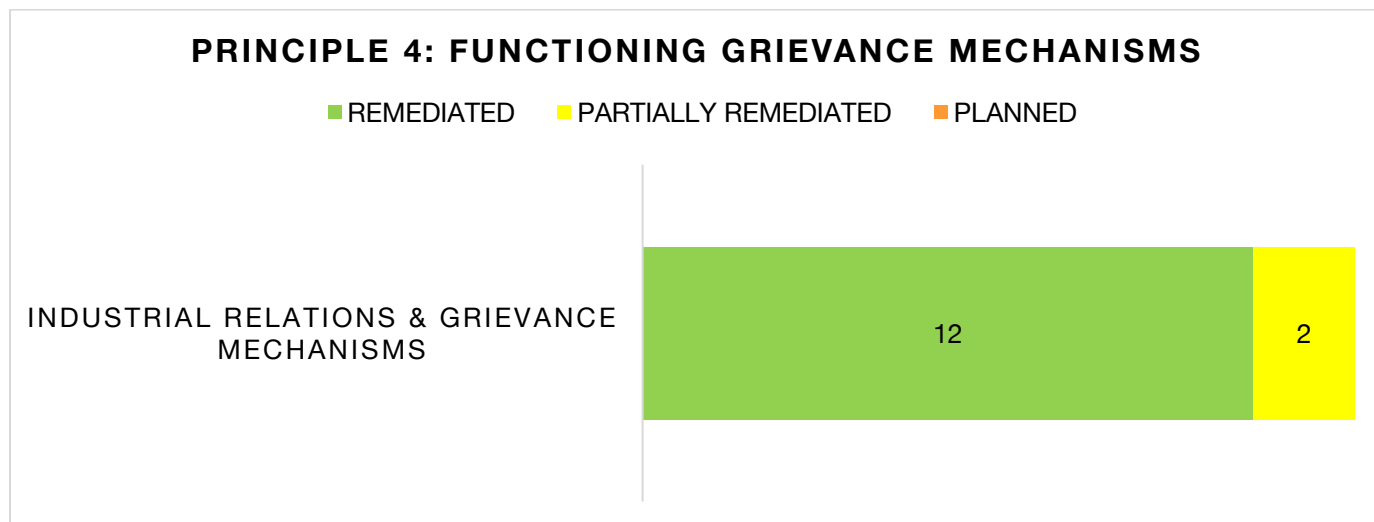 PRINCIPLE 4: FUNCTIONING GRIEVANCE MECHANISMS
REMEDIATED PARTIALLY REMEDIATED PLANNED
INDUSTRIAL RELATIONS & GRIEVANCE
MECHANISMS
12
2